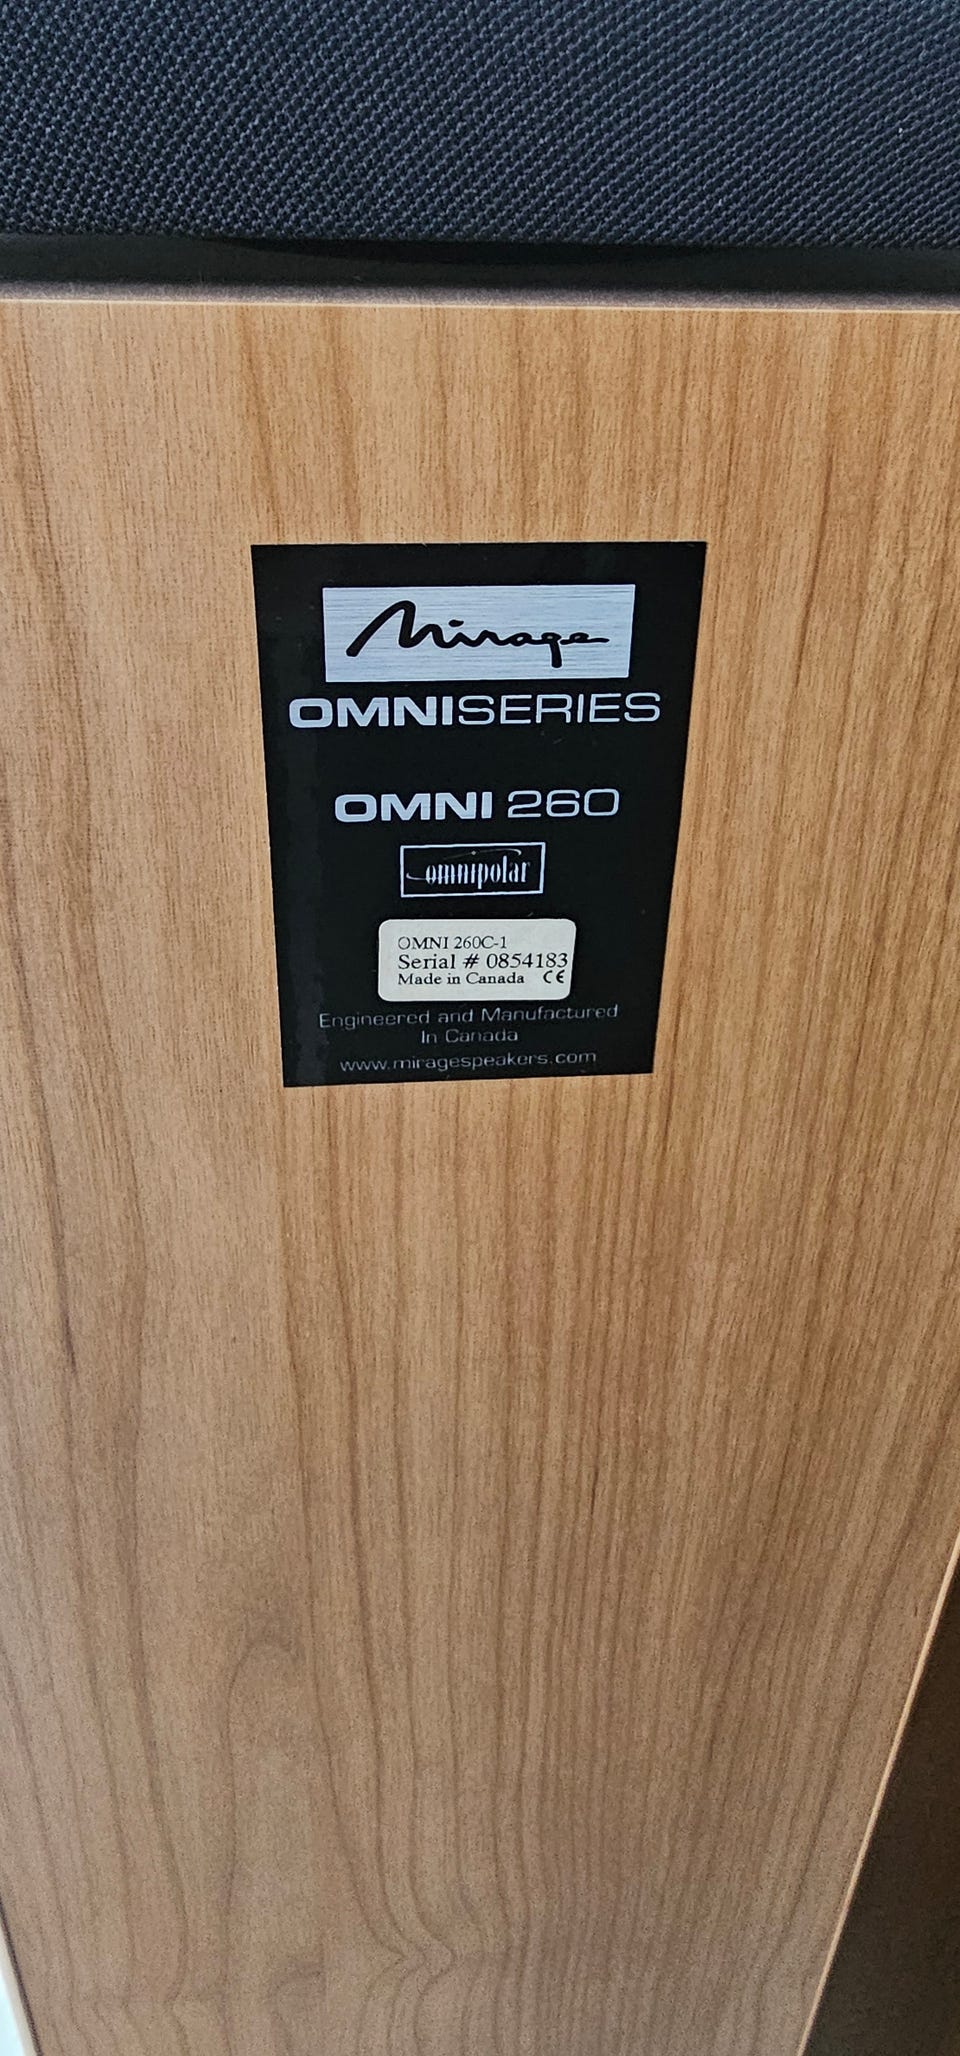 Mirage
OMNISERIES
OMNI 260
omnipolar
OMNI 260C-1
Serial # 0854183
Made in Canada CE
Engineered and Manufactured
In Canada
www.miragespeakers.com